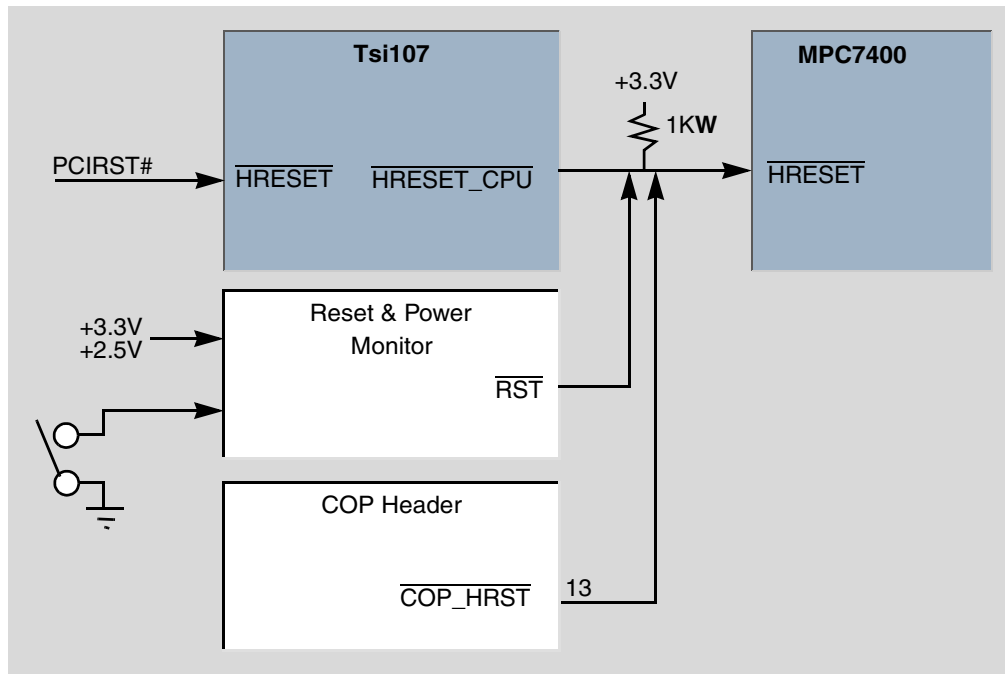 Tsi107
MPC7400
+3.3V
1KW
PCIRST#
HRESET
HRESET_CPU
HRESET
Reset & Power
Monitor
+3.3V
+2.5V
RST
COP Header
COP_HRST
13